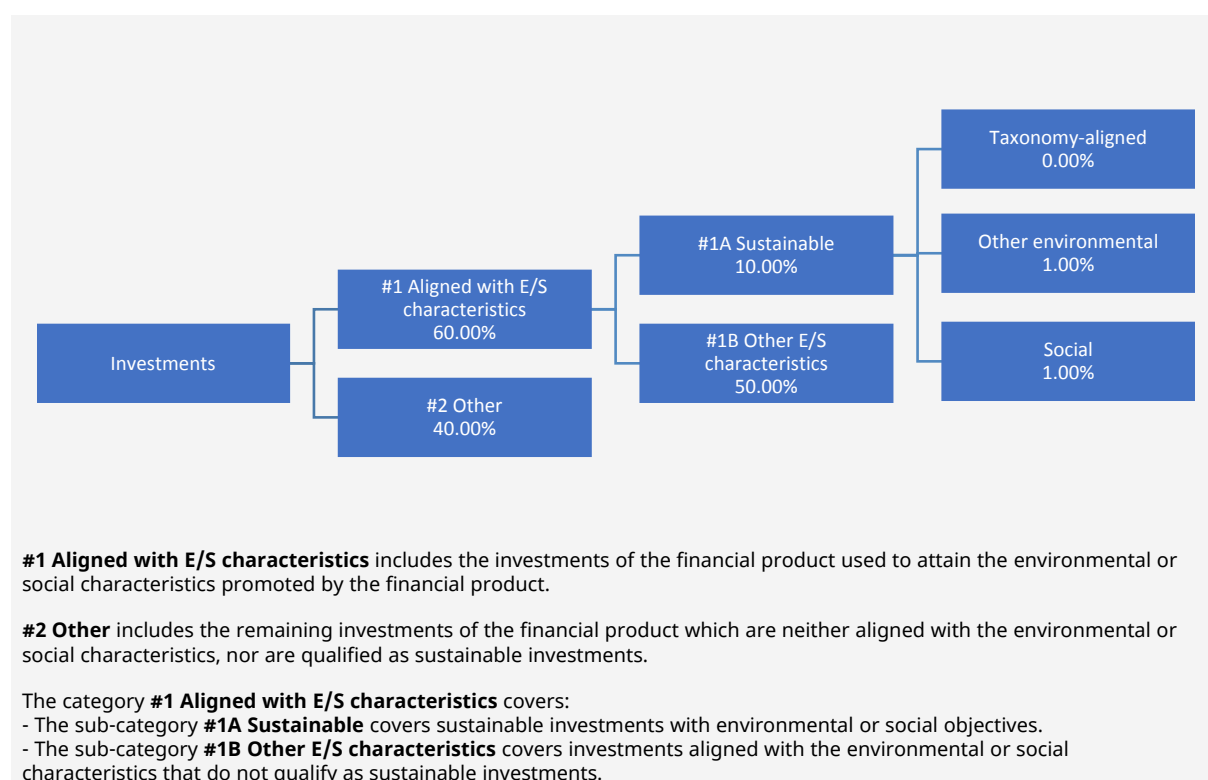 Investments
#1 Aligned with E/S
characteristics
60.00%
#2 Other
40.00%
#1A Sustainable
10.00%
#1B Other E/S
characteristics
50.00%
Taxonomy-aligned
0.00%
Other environmental
1.00%
Social
1.00%
#1 Aligned with E/S characteristics includes the investments of the financial product used to attain the environmental or
social characteristics promoted by the financial product.
#2 Other includes the remaining investments of the financial product which are neither aligned with the environmental or
social characteristics, nor are qualified as sustainable investments.
The category #1 Aligned with E/S characteristics covers:
- The sub-category #1A Sustainable covers sustainable investments with environmental or social objectives.
- The sub-category #1B Other E/S characteristics covers investments aligned with the environmental or social
characteristics that do not qualify as sustainable investments.